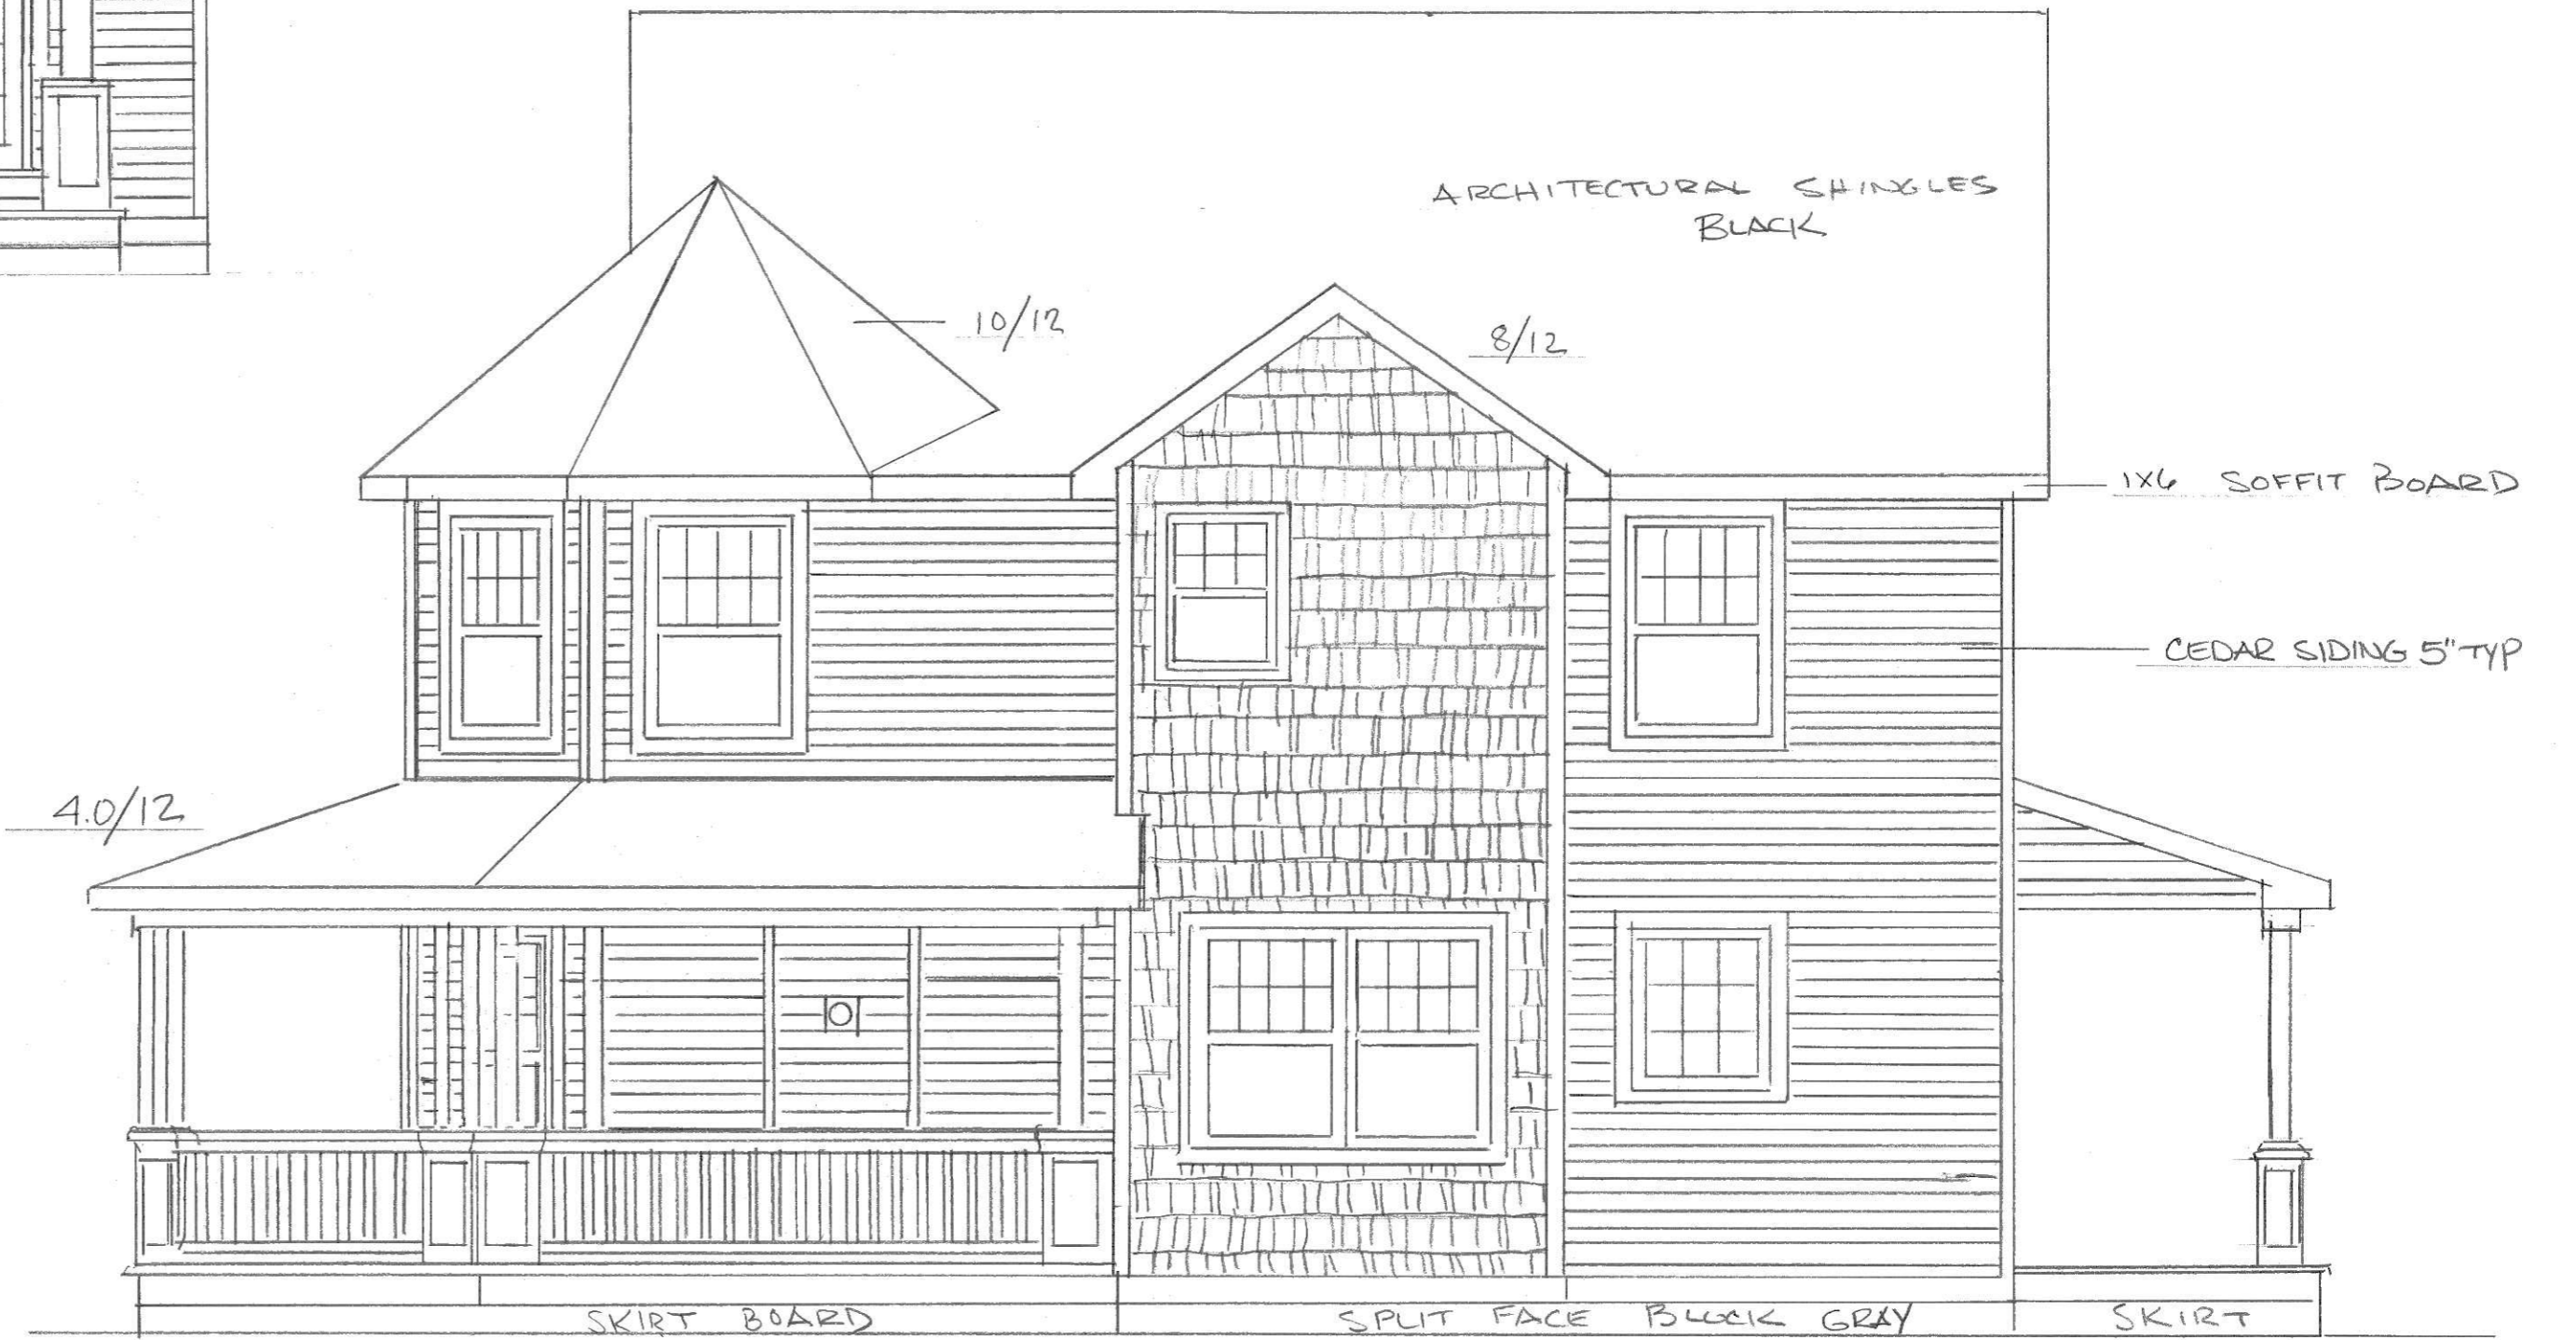 ARCHITECTURAL SHINGLES
BLACK
10/12
8/12
1X6 SOFFIT BOARD
CEDAR SIDING 5" TYP
4.0/12
SKIRT BOARD
SPLIT FACE BLOCK GRAY
SKIRT